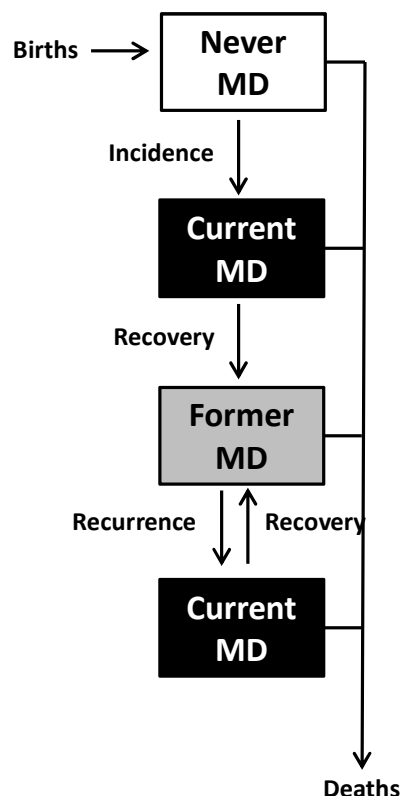 Births
Never
MD
Incidence
Current
MD
Recovery
Former
MD
Recurrence
Recovery
Current
MD
Deaths